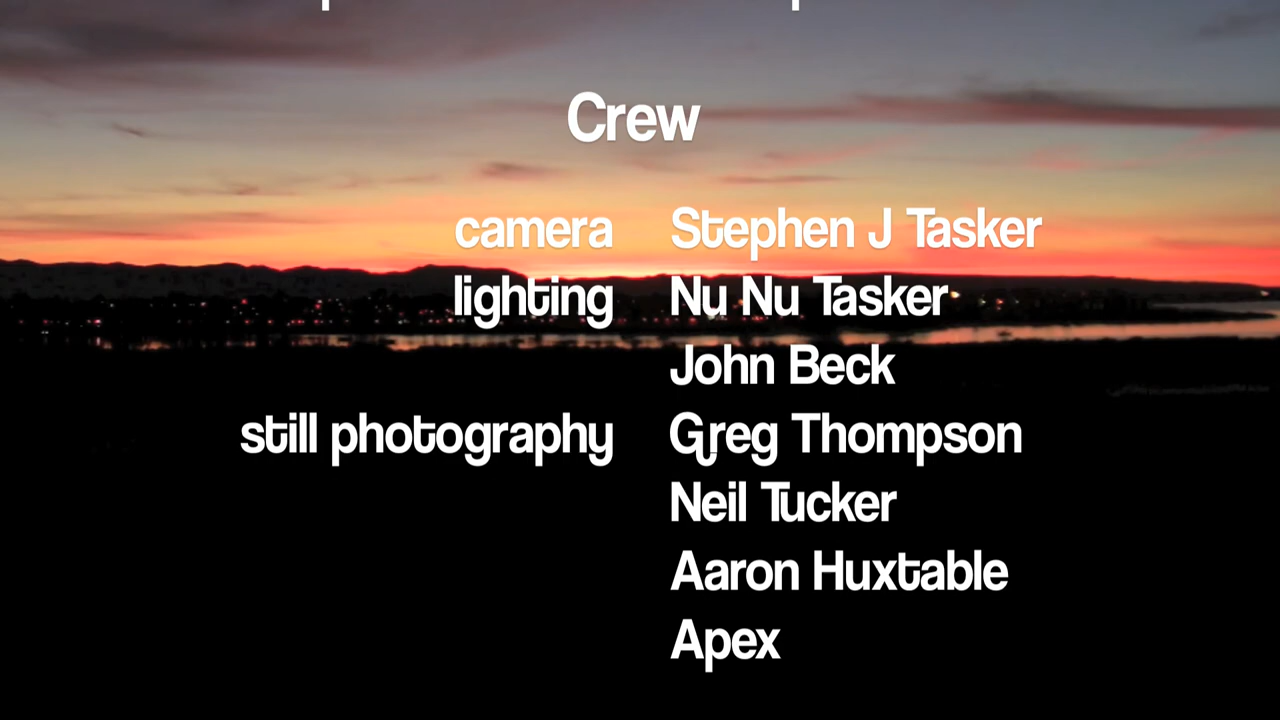 Crew
camera Stephen J Tasker
lighting Nu Nu Tasker
John Beck
still photography Greg Thompson
Neil Tucker
Aaron Huxtable
Apex